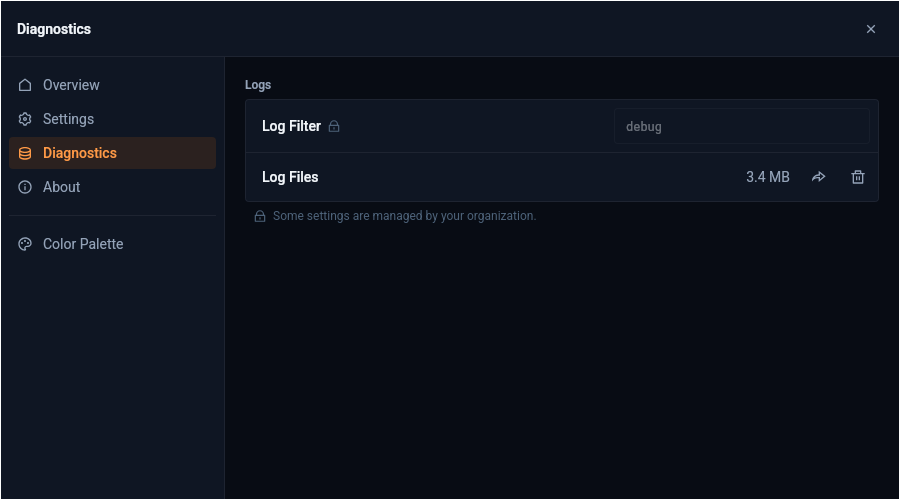 Diagnostics
Overview
Settings
Diagnostics
About
Color Palette
Logs
Log Filter debug
Log Files 3.4 MB
Some settings are managed by your organization.